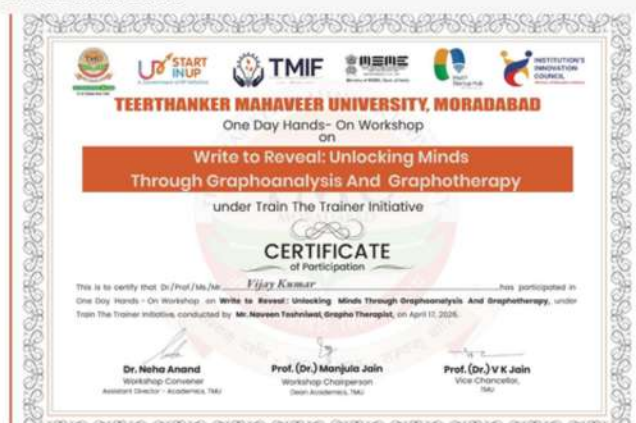 START
INUP
TMIF
MSME
INSTITUTION'S
INNOVATION
COUNCIL
TEERTHANKER MAHAVEER UNIVERSITY, MORADABAD
One Day Hands- On Workshop
on
Write to Reveal: Unlocking Minds
Through Graphoanalysis And Graphotherapy
under Train The Trainer Initiative
CERTIFICATE
of Participation
This is to certify that Dr/Prof/Ms/Mr Vijay Kumar has participated in
One Day Hands - On Workshop on Write to Reveal: Unlocking Minds Through Graphoanalysis And Graphotherapy, under
Train The Trainer Initiative, conducted by Mr. Naveen Toshniwal, Grapho Therapist, on April 17, 2026.
Dr. Neha Anand
Workshop Convener
Assistant Director - Academics, TMU
Prof. (Dr.) Manjula Jain
Workshop Chairperson
Dean Academics, TMU
Prof. (Dr.) V K Jain
Vice Chancellor,
TMU